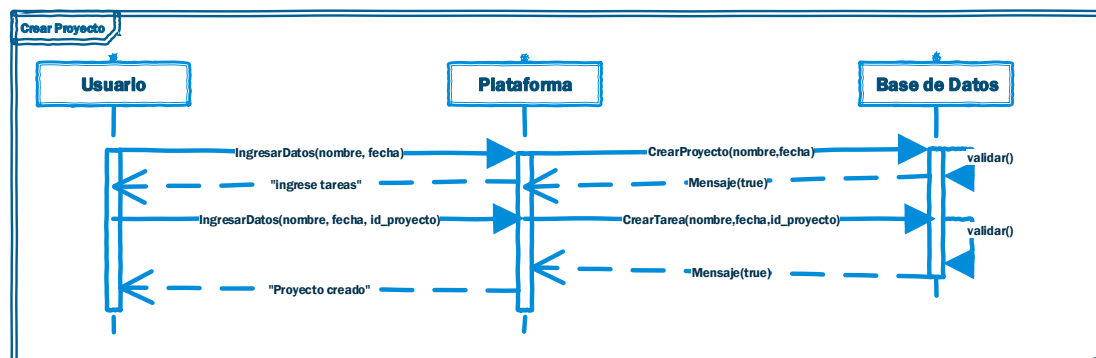 Crear Proyecto
Usuario
Plataforma
Base de Datos
IngresarDatos(nombre, fecha)
CrearProyecto(nombre,fecha)
validar()
"ingrese tareas"
Mensaje(true)
IngresarDatos(nombre, fecha, id_proyecto)
CrearTarea(nombre,fecha,id_proyecto)
validar()
Mensaje(true)
"Proyecto creado"